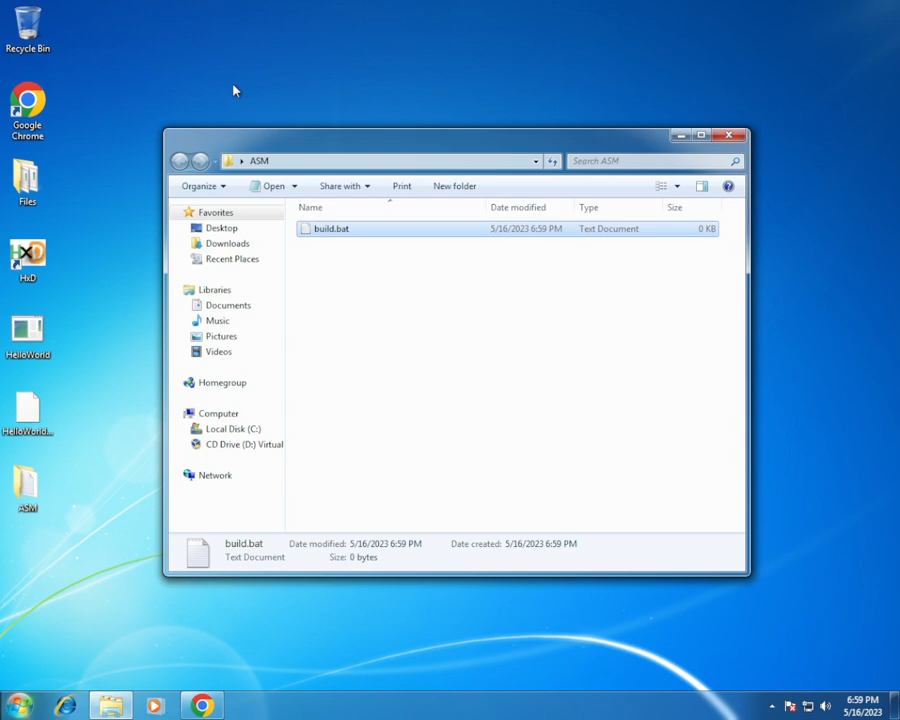 Recycle Bin
Google
Chrome
Files
HxD
HelloWorld
HelloWorld...
ASM
ASM
Search ASM
Organize
Open
Share with
Print
New folder
Name
Date modified
Type
Size
build.bat
5/16/2023 6:59 PM
Text Document
0 KB
Favorites
Desktop
Downloads
Recent Places
Libraries
Documents
Music
Pictures
Videos
Homegroup
Computer
Local Disk (C:)
CD Drive (D:) Virtual
Network
build.bat
Date modified: 5/16/2023 6:59 PM
Date created: 5/16/2023 6:59 PM
Text Document
Size: 0 bytes
6:59 PM
5/16/2023